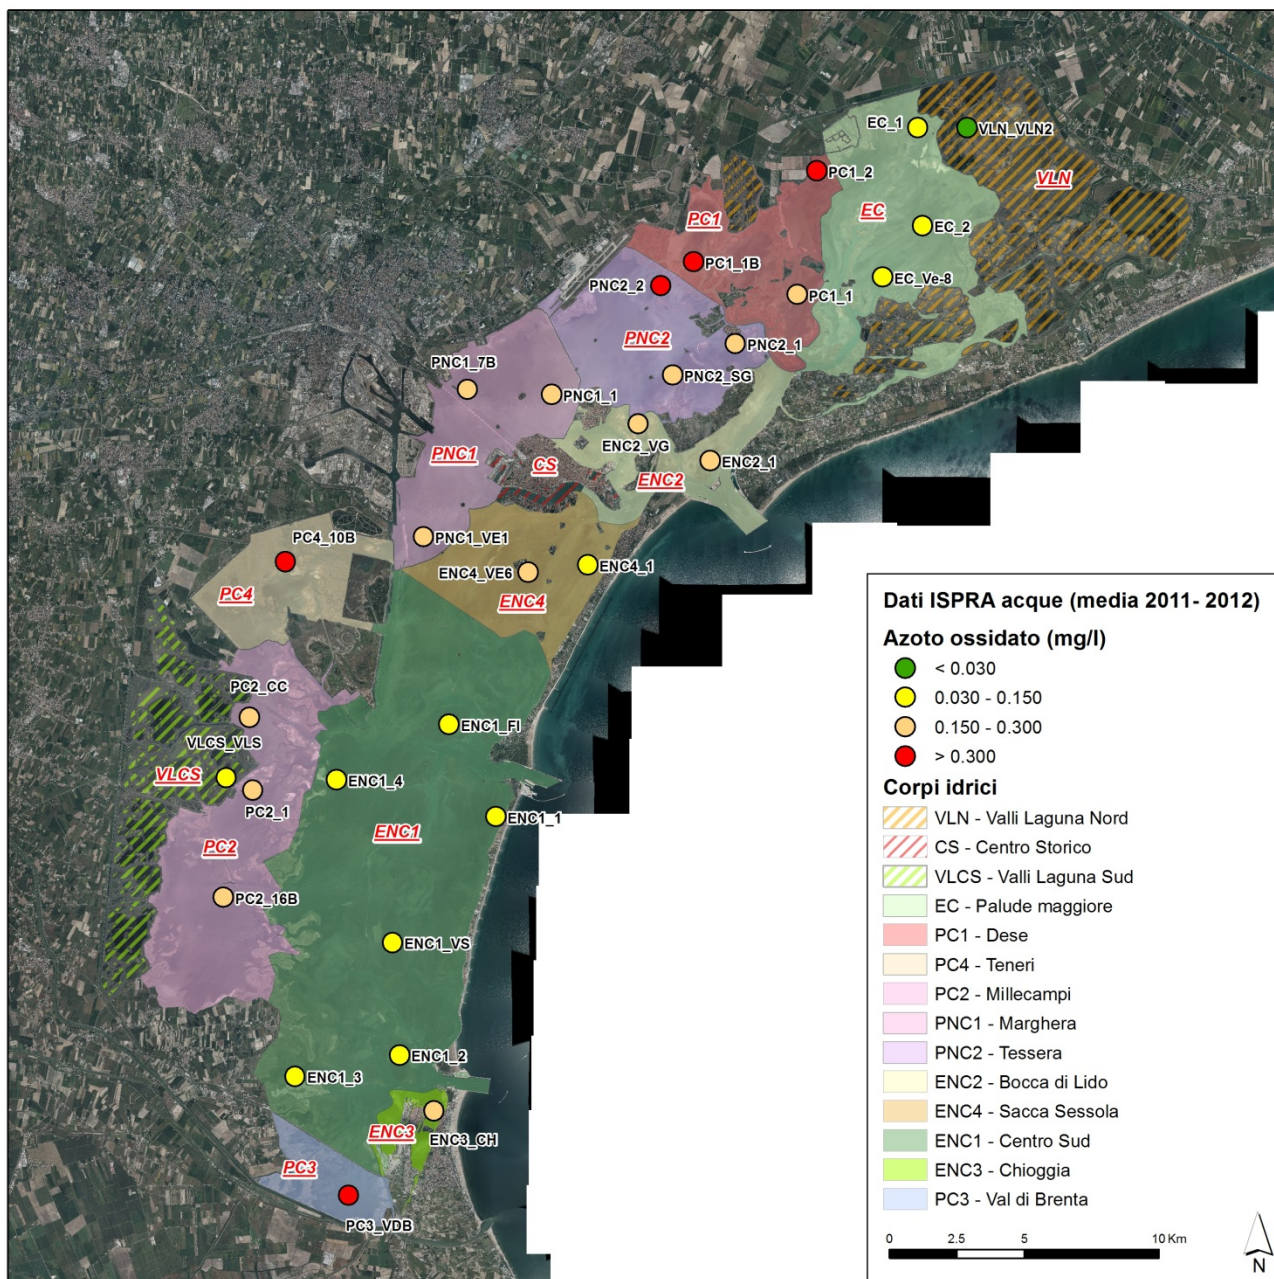 EC_1
VLN_VLN2
PC1_2
VLN
PC1
EC
EC_2
PC1_1B
EC_Ve-8
PNC2_2
PC1_1
PNC2
PNC2_1
PNC1_7B
PNC2_SG
PNC1_1
ENC2_VG
PNC1
CS
ENC2_1
ENC2
PC4_10B
PNC1_VE1
ENC4_1
ENC4_VE6
PC4
ENC4
PC2_CC
ENC1_FI
VLCS_VLS
VLCS
ENC1_4
PC2_1
ENC1_1
PC2
ENC1
PC2_16B
ENC1_VS
ENC1_2
ENC1_3
ENC3
ENC3_CH
PC3
PC3_VDB
Dati ISPRA acque (media 2011- 2012)
Azoto ossidato (mg/l)
< 0.030
0.030 - 0.150
0.150 - 0.300
> 0.300
Corpi idrici
VLN - Valli Laguna Nord
CS - Centro Storico
VLCS - Valli Laguna Sud
EC - Palude maggiore
PC1 - Dese
PC4 - Teneri
PC2 - Millecampi
PNC1 - Marghera
PNC2 - Tessera
ENC2 - Bocca di Lido
ENC4 - Sacca Sessola
ENC1 - Centro Sud
ENC3 - Chioggia
PC3 - Val di Brenta
0 2.5 5 10 Km
N